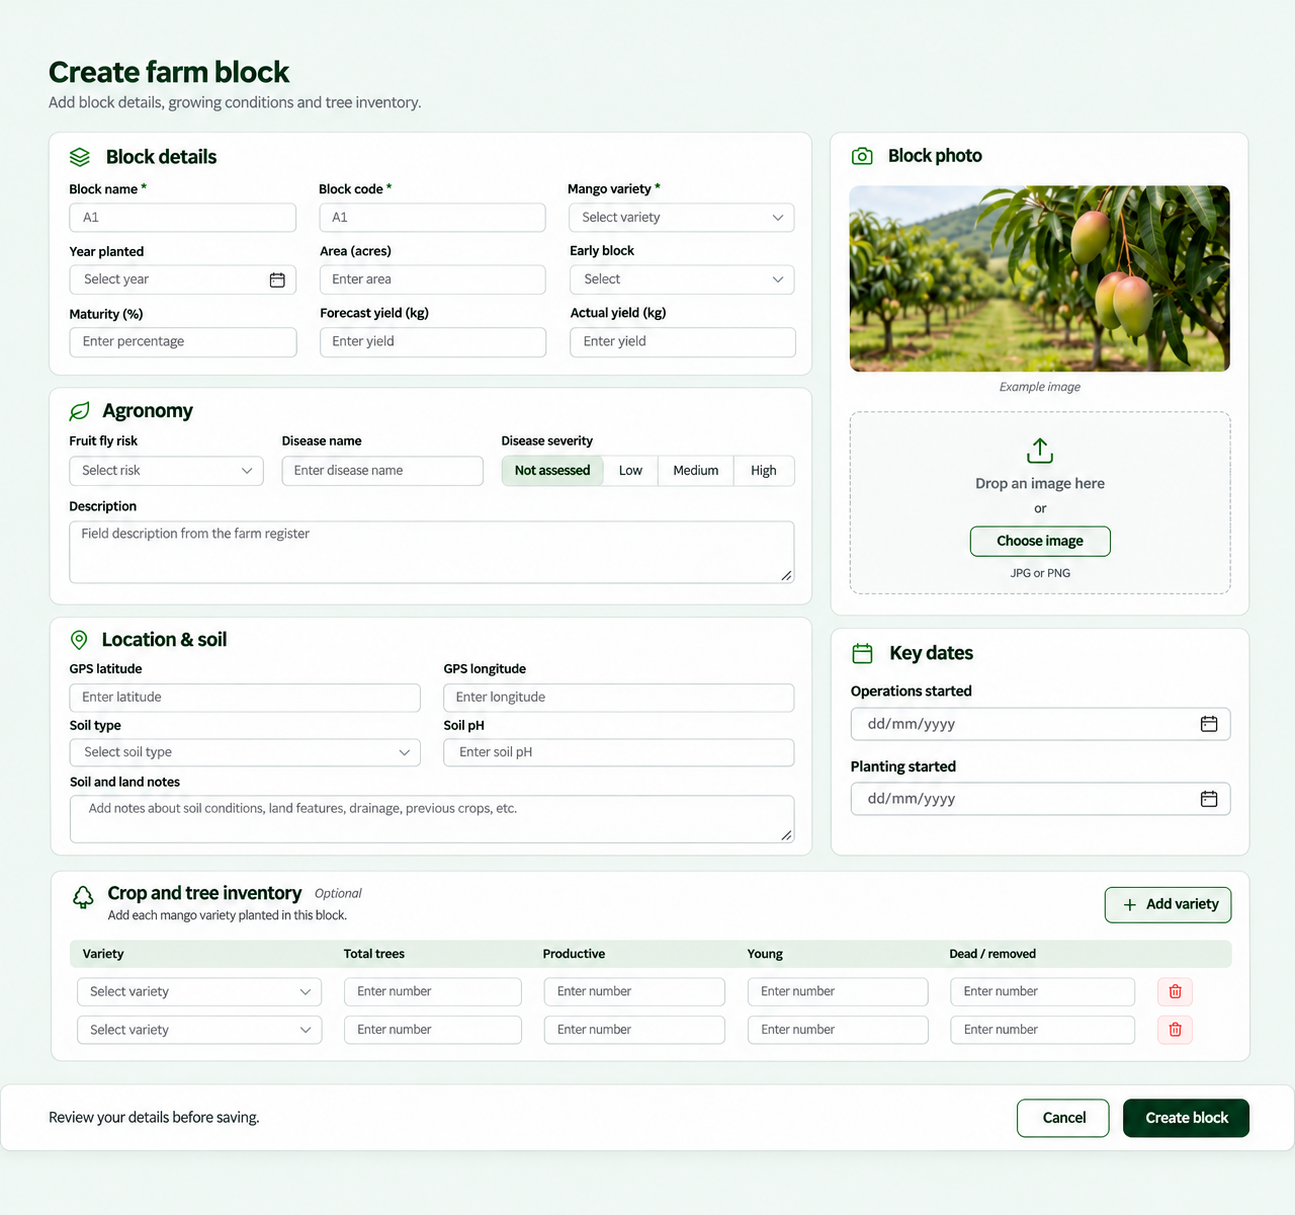 Create farm block
Add block details, growing conditions and tree inventory.
Block details
Block name *
Block code *
Mango variety *
A1
A1
Select variety
Year planted
Area (acres)
Early block
Select year
Enter area
Select
Maturity (%)
Forecast yield (kg)
Actual yield (kg)
Enter percentage
Enter yield
Enter yield
Block photo
Example image
Drop an image here
or
Choose image
JPG or PNG
Agronomy
Fruit fly risk
Disease name
Disease severity
Select risk
Enter disease name
Not assessed
Low
Medium
High
Description
Field description from the farm register
Location & soil
GPS latitude
GPS longitude
Enter latitude
Enter longitude
Soil type
Soil pH
Select soil type
Enter soil pH
Soil and land notes
Add notes about soil conditions, land features, drainage, previous crops, etc.
Key dates
Operations started
dd/mm/yyyy
Planting started
dd/mm/yyyy
Crop and tree inventory Optional
Add each mango variety planted in this block.
+ Add variety
Variety
Total trees
Productive
Young
Dead / removed
Select variety
Enter number
Enter number
Enter number
Enter number
Select variety
Enter number
Enter number
Enter number
Enter number
Review your details before saving.
Cancel
Create block